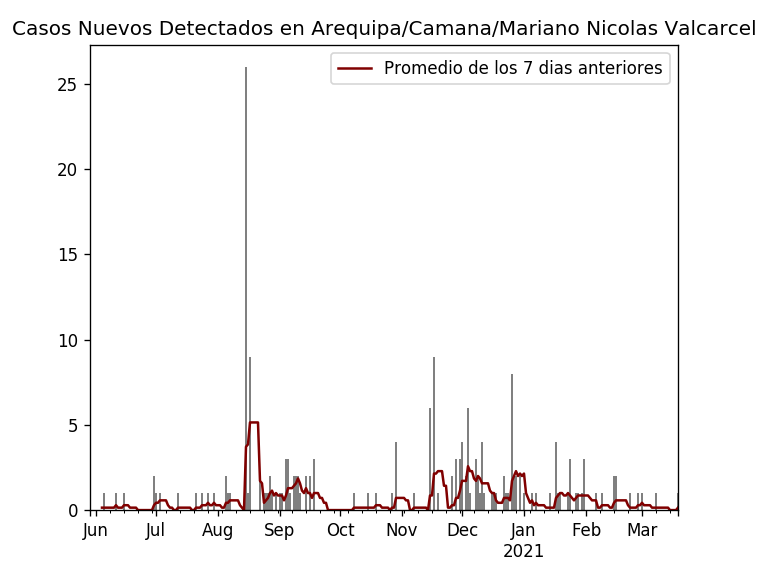 Casos Nuevos Detectados en Arequipa/Camana/Mariano Nicolas Valcarcel
Promedio de los 7 dias anteriores
25
20
15
10
5
0
Jun Jul Aug Sep Oct Nov Dec Jan Feb Mar
2021